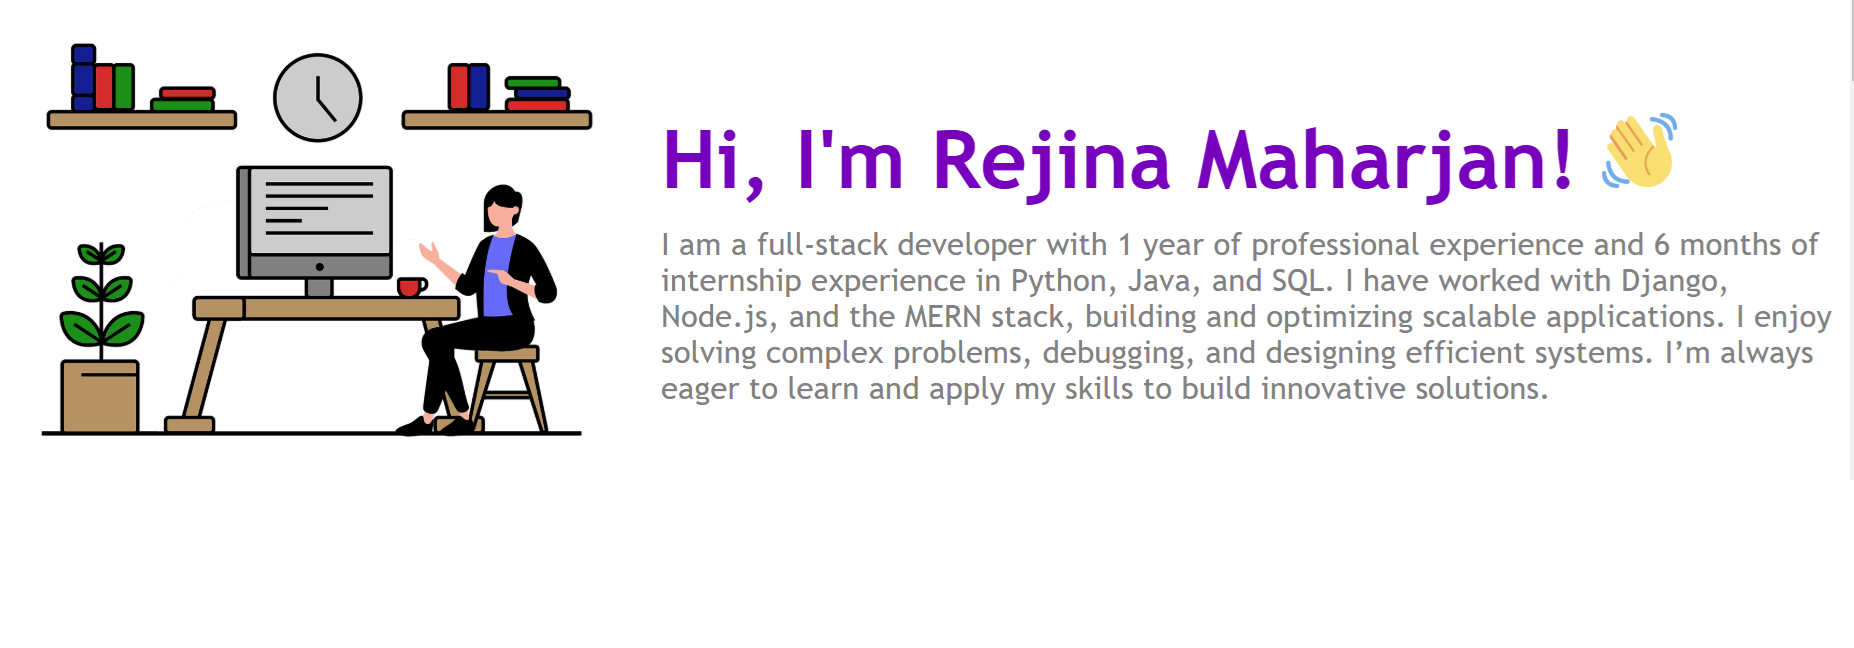 Hi, I'm Rejina Maharjan! 👋
I am a full-stack developer with 1 year of professional experience and 6 months of
internship experience in Python, Java, and SQL. I have worked with Django,
Node.js, and the MERN stack, building and optimizing scalable applications. I enjoy
solving complex problems, debugging, and designing efficient systems. I’m always
eager to learn and apply my skills to build innovative solutions.